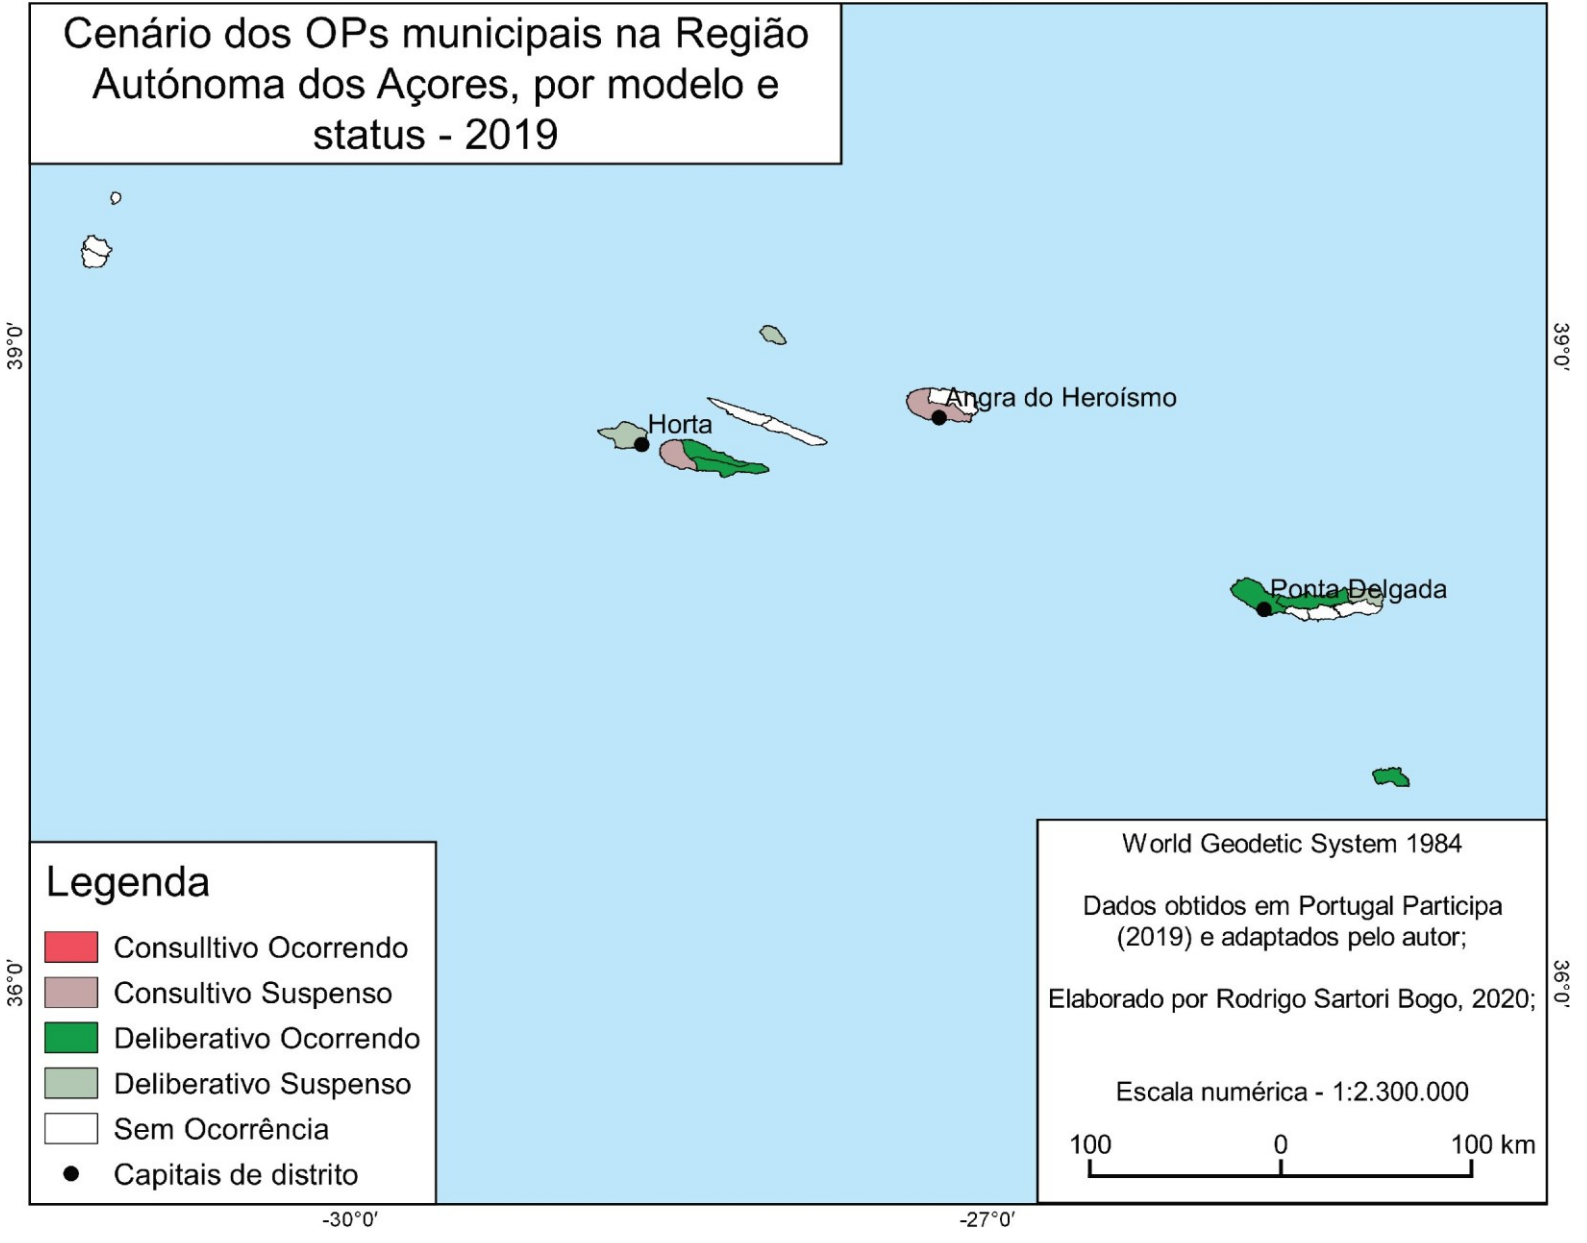 Cenário dos OPs municipais na Região
Autónoma dos Açores, por modelo e
status - 2019
39°0'
39°0'
Horta
Angra do Heroísmo
Ponta Delgada
36°0'
36°0'
Legenda
Consulltivo Ocorrendo
Consultivo Suspenso
Deliberativo Ocorrendo
Deliberativo Suspenso
Sem Ocorrência
Capitais de distrito
World Geodetic System 1984
Dados obtidos em Portugal Participa
(2019) e adaptados pelo autor;
Elaborado por Rodrigo Sartori Bogo, 2020;
Escala numérica - 1:2.300.000
100 0 100 km
-30°0' -27°0'